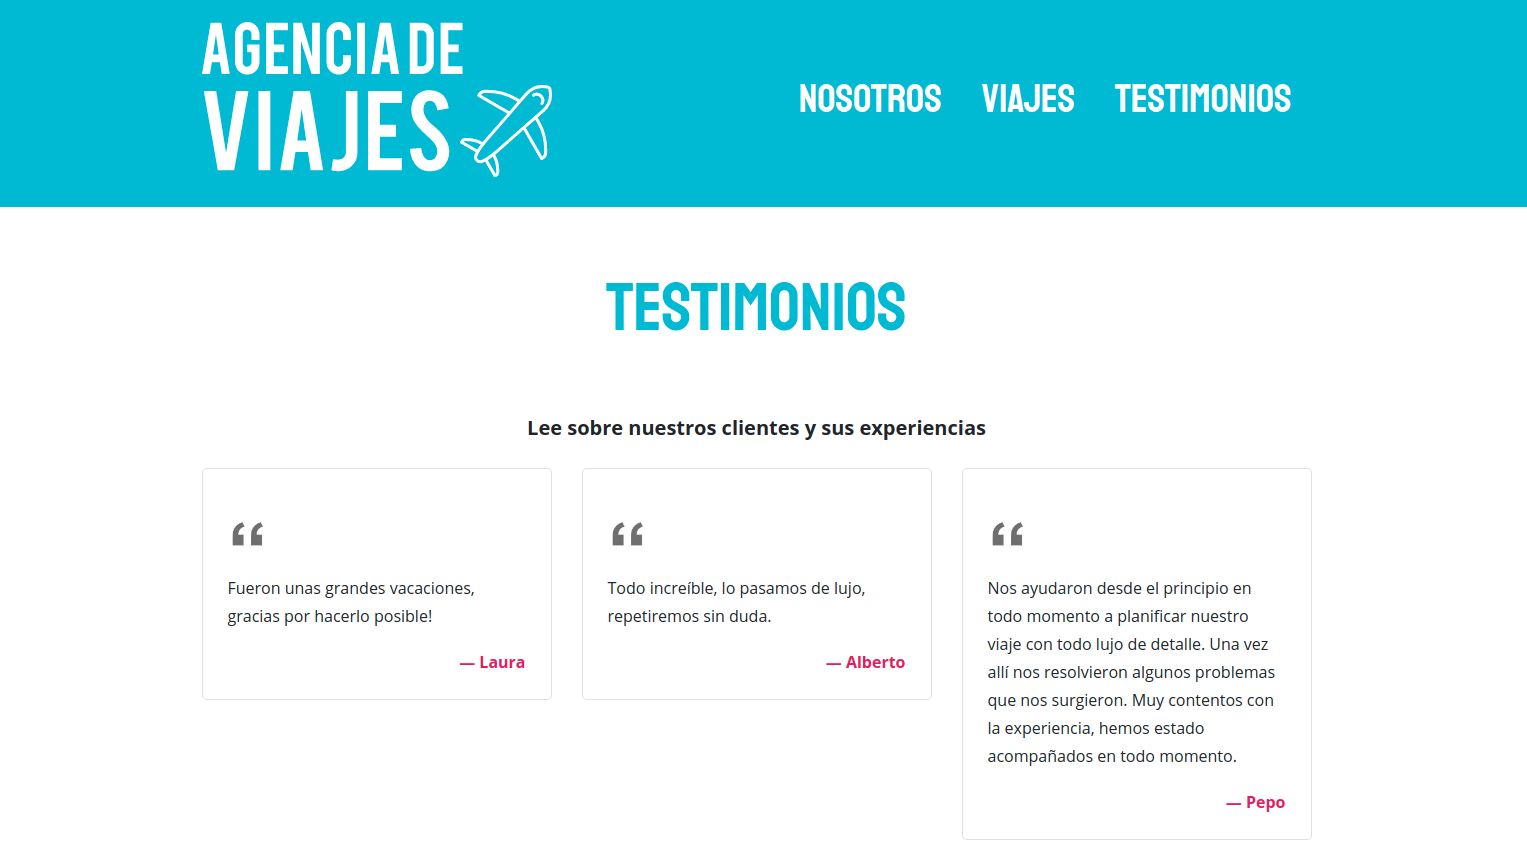 AGENCIA DE
VIAJES
NOSOTROS VIAJES TESTIMONIOS
TESTIMONIOS
Lee sobre nuestros clientes y sus experiencias
“
Fueron unas grandes vacaciones,
gracias por hacerlo posible!
— Laura
“
Todo increíble, lo pasamos de lujo,
repetiremos sin duda.
— Alberto
“
Nos ayudaron desde el principio en
todo momento a planificar nuestro
viaje con todo lujo de detalle. Una vez
allí nos resolvieron algunos problemas
que nos surgieron. Muy contentos con
la experiencia, hemos estado
acompañados en todo momento.
— Pepo